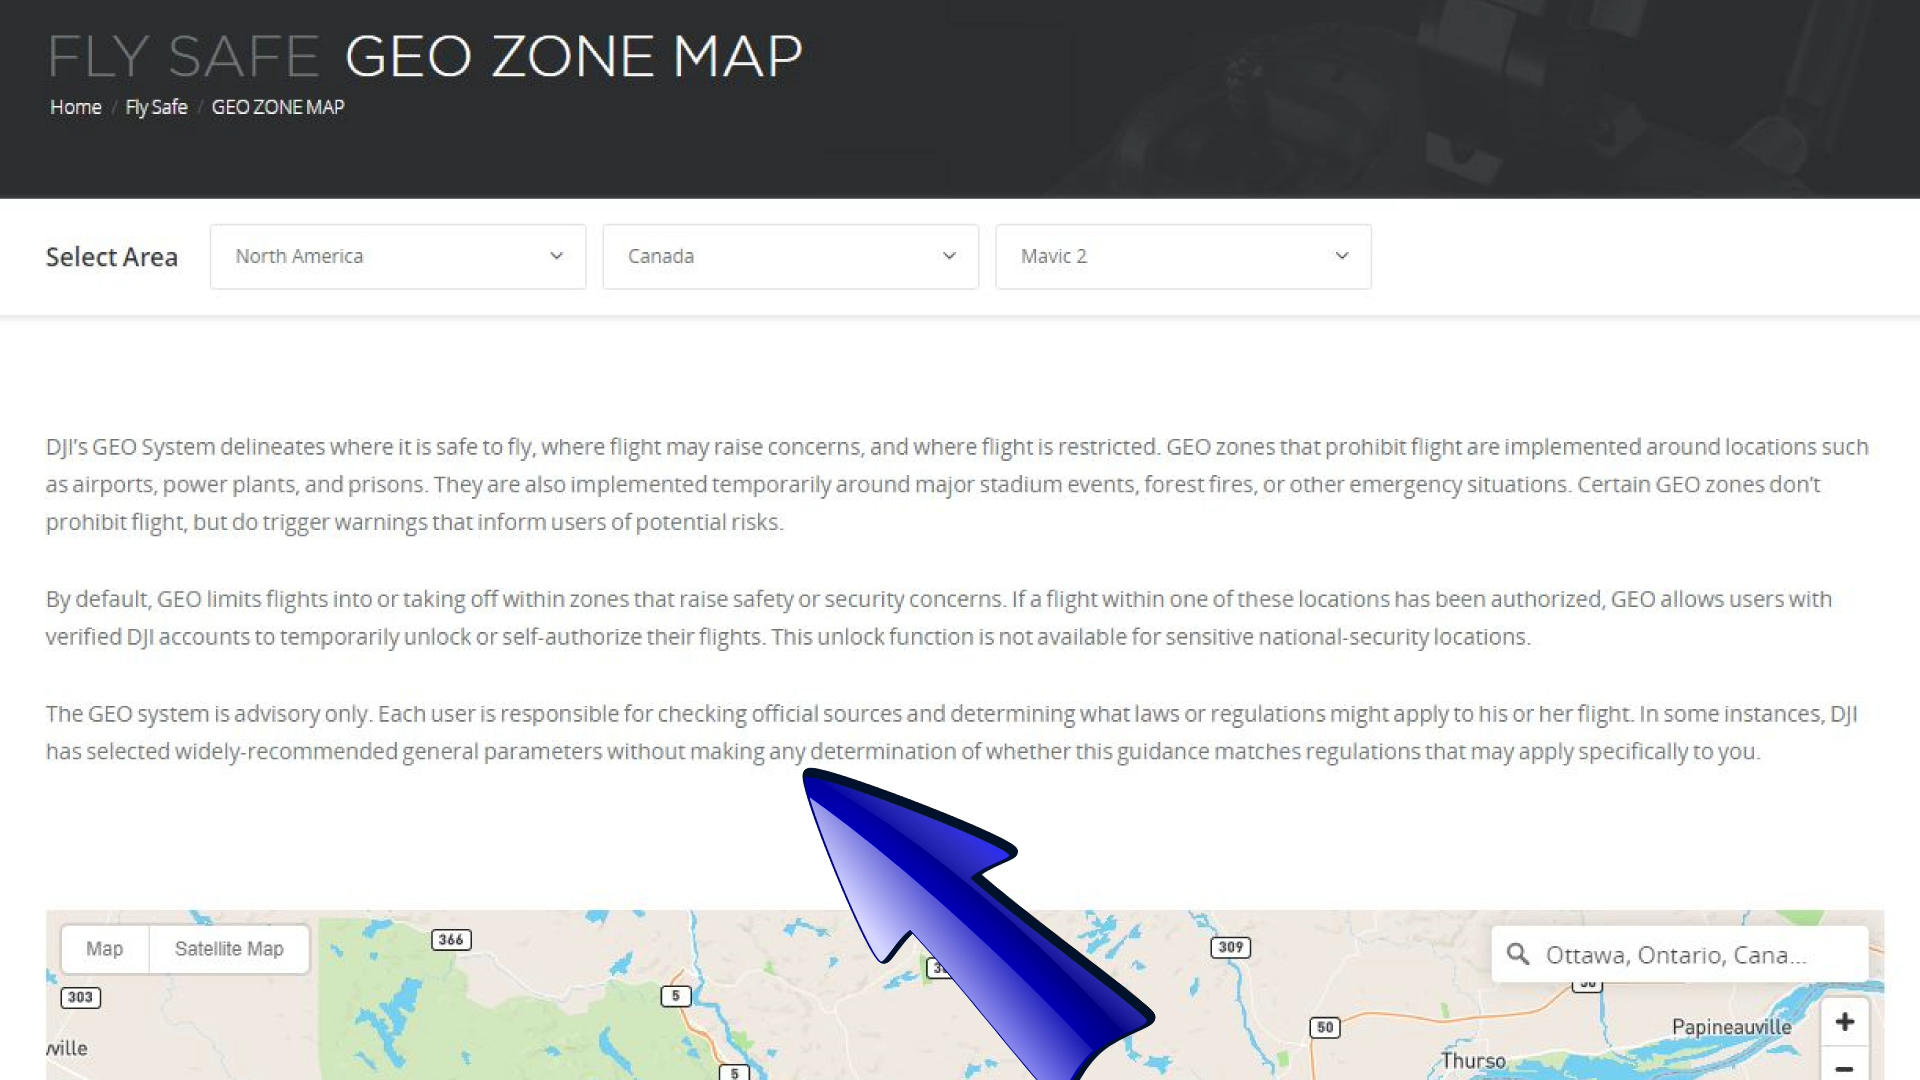 FLY SAFE GEO ZONE MAP
Home / Fly Safe / GEO ZONE MAP
Select Area
North America
Canada
Mavic 2
DJI's GEO System delineates where it is safe to fly, where flight may raise concerns, and where flight is restricted. GEO zones that prohibit flight are implemented around locations such
as airports, power plants, and prisons. They are also implemented temporarily around major stadium events, forest fires, or other emergency situations. Certain GEO zones don't
prohibit flight, but do trigger warnings that inform users of potential risks.
By default, GEO limits flights into or taking off within zones that raise safety or security concerns. If a flight within one of these locations has been authorized, GEO allows users with
verified DJI accounts to temporarily unlock or self-authorize their flights. This unlock function is not available for sensitive national-security locations.
The GEO system is advisory only. Each user is responsible for checking official sources and determining what laws or regulations might apply to his or her flight. In some instances, DJI
has selected widely-recommended general parameters without making any determination of whether this guidance matches regulations that may apply specifically to you.
Map
Satellite Map
366
309
Ottawa, Ontario, Cana...
303
5
50
Papineauville
+
ville
Thurso
5
−